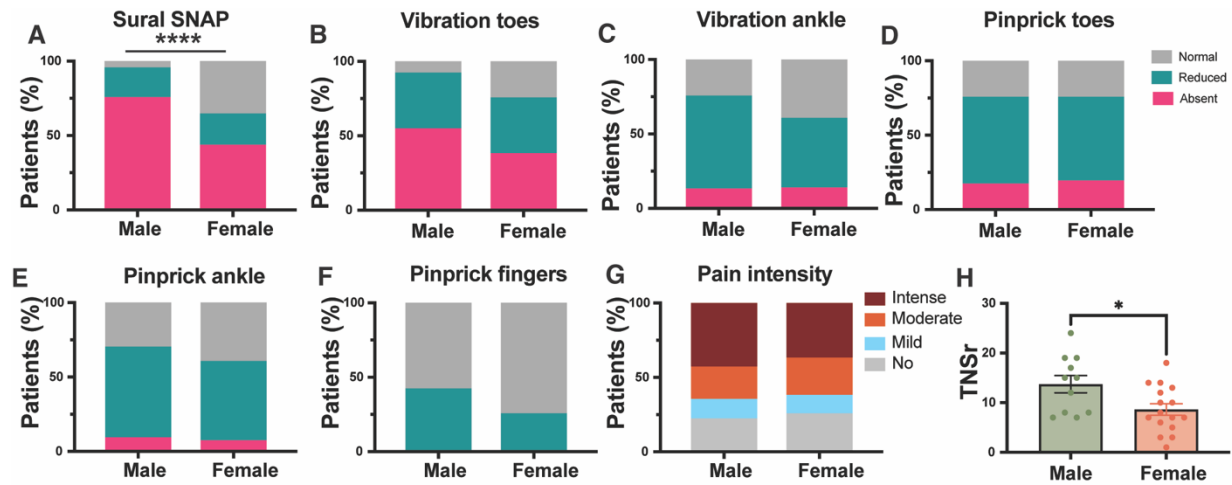 A Sural SNAP
****
Patients (%)
100
50
0
Male Female
B Vibration toes
Patients (%)
100
50
0
Male Female
C Vibration ankle
Patients (%)
100
50
0
Male Female
D Pinprick toes
Patients (%)
100
50
0
Male Female
Normal
Reduced
Absent
E Pinprick ankle
Patients (%)
100
50
0
Male Female
F Pinprick fingers
Patients (%)
100
50
0
Male Female
G Pain intensity
Patients (%)
100
50
0
Male Female
Intense
Moderate
Mild
No
H
*
TNSr
30
20
10
0
Male Female